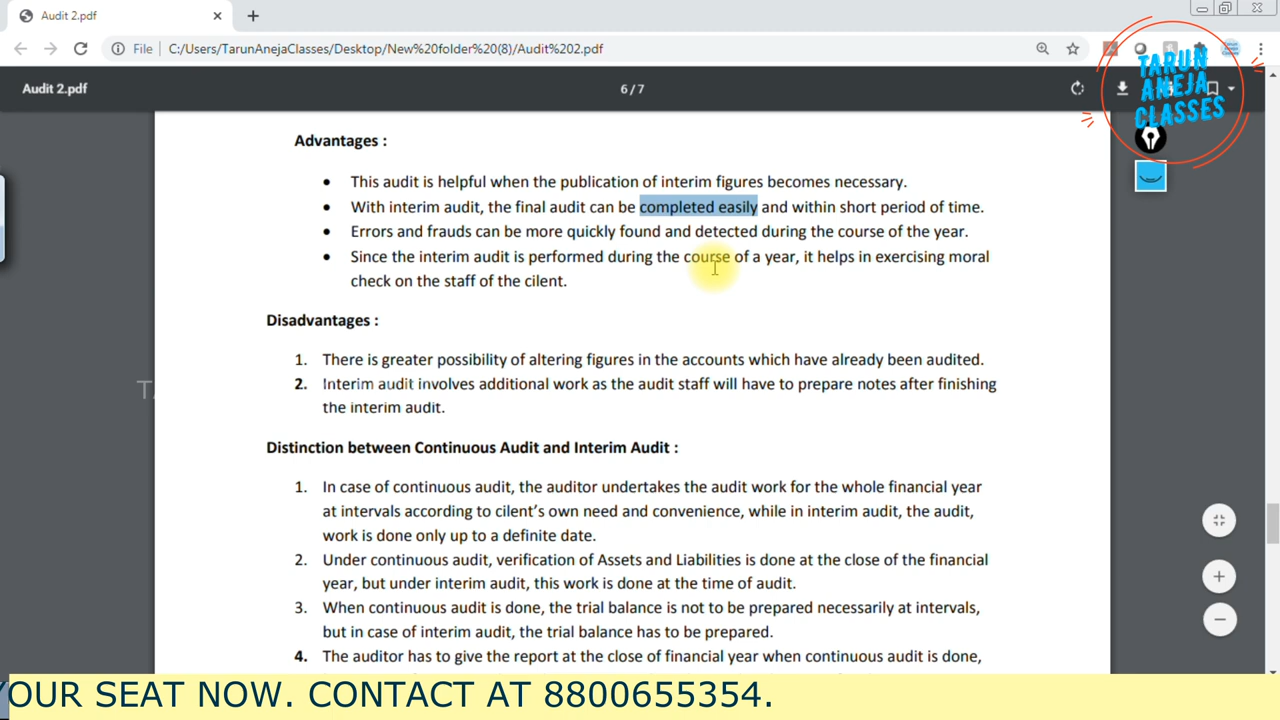 Audit 2.pdf
File C:/Users/TarunAnejaClasses/Desktop/New%20folder%20(8)/Audit%202.pdf
Audit 2.pdf 6/7
TARUN
ANEJA
CLASSES
Advantages :
• This audit is helpful when the publication of interim figures becomes necessary.
• With interim audit, the final audit can be completed easily and within short period of time.
• Errors and frauds can be more quickly found and detected during the course of the year.
• Since the interim audit is performed during the course of a year, it helps in exercising moral
check on the staff of the cilent.
Disadvantages :
1. There is greater possibility of altering figures in the accounts which have already been audited.
2. Interim audit involves additional work as the audit staff will have to prepare notes after finishing
the interim audit.
Distinction between Continuous Audit and Interim Audit :
1. In case of continuous audit, the auditor undertakes the audit work for the whole financial year
at intervals according to cilent’s own need and convenience, while in interim audit, the audit,
work is done only up to a definite date.
2. Under continuous audit, verification of Assets and Liabilities is done at the close of the financial
year, but under interim audit, this work is done at the time of audit.
3. When continuous audit is done, the trial balance is not to be prepared necessarily at intervals,
but in case of interim audit, the trial balance has to be prepared.
4. The auditor has to give the report at the close of financial year when continuous audit is done,
YOUR SEAT NOW. CONTACT AT 8800655354.